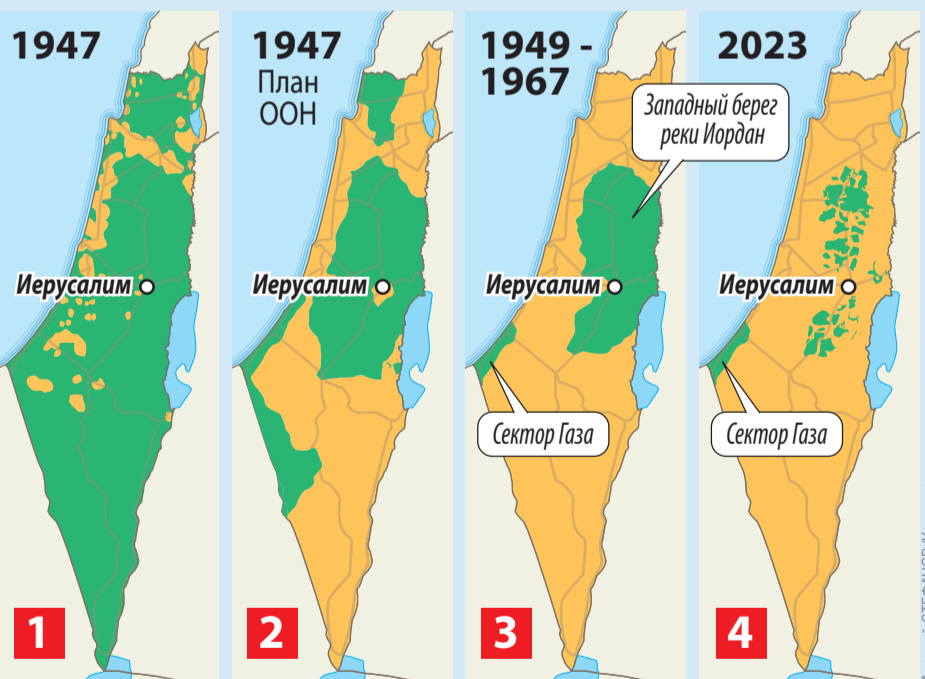 1947
Иерусалим
1
1947
План
ООН
Иерусалим
2
1949 -
1967
Западный берег
реки Иордан
Иерусалим
Сектор Газа
3
2023
Иерусалим
Сектор Газа
4